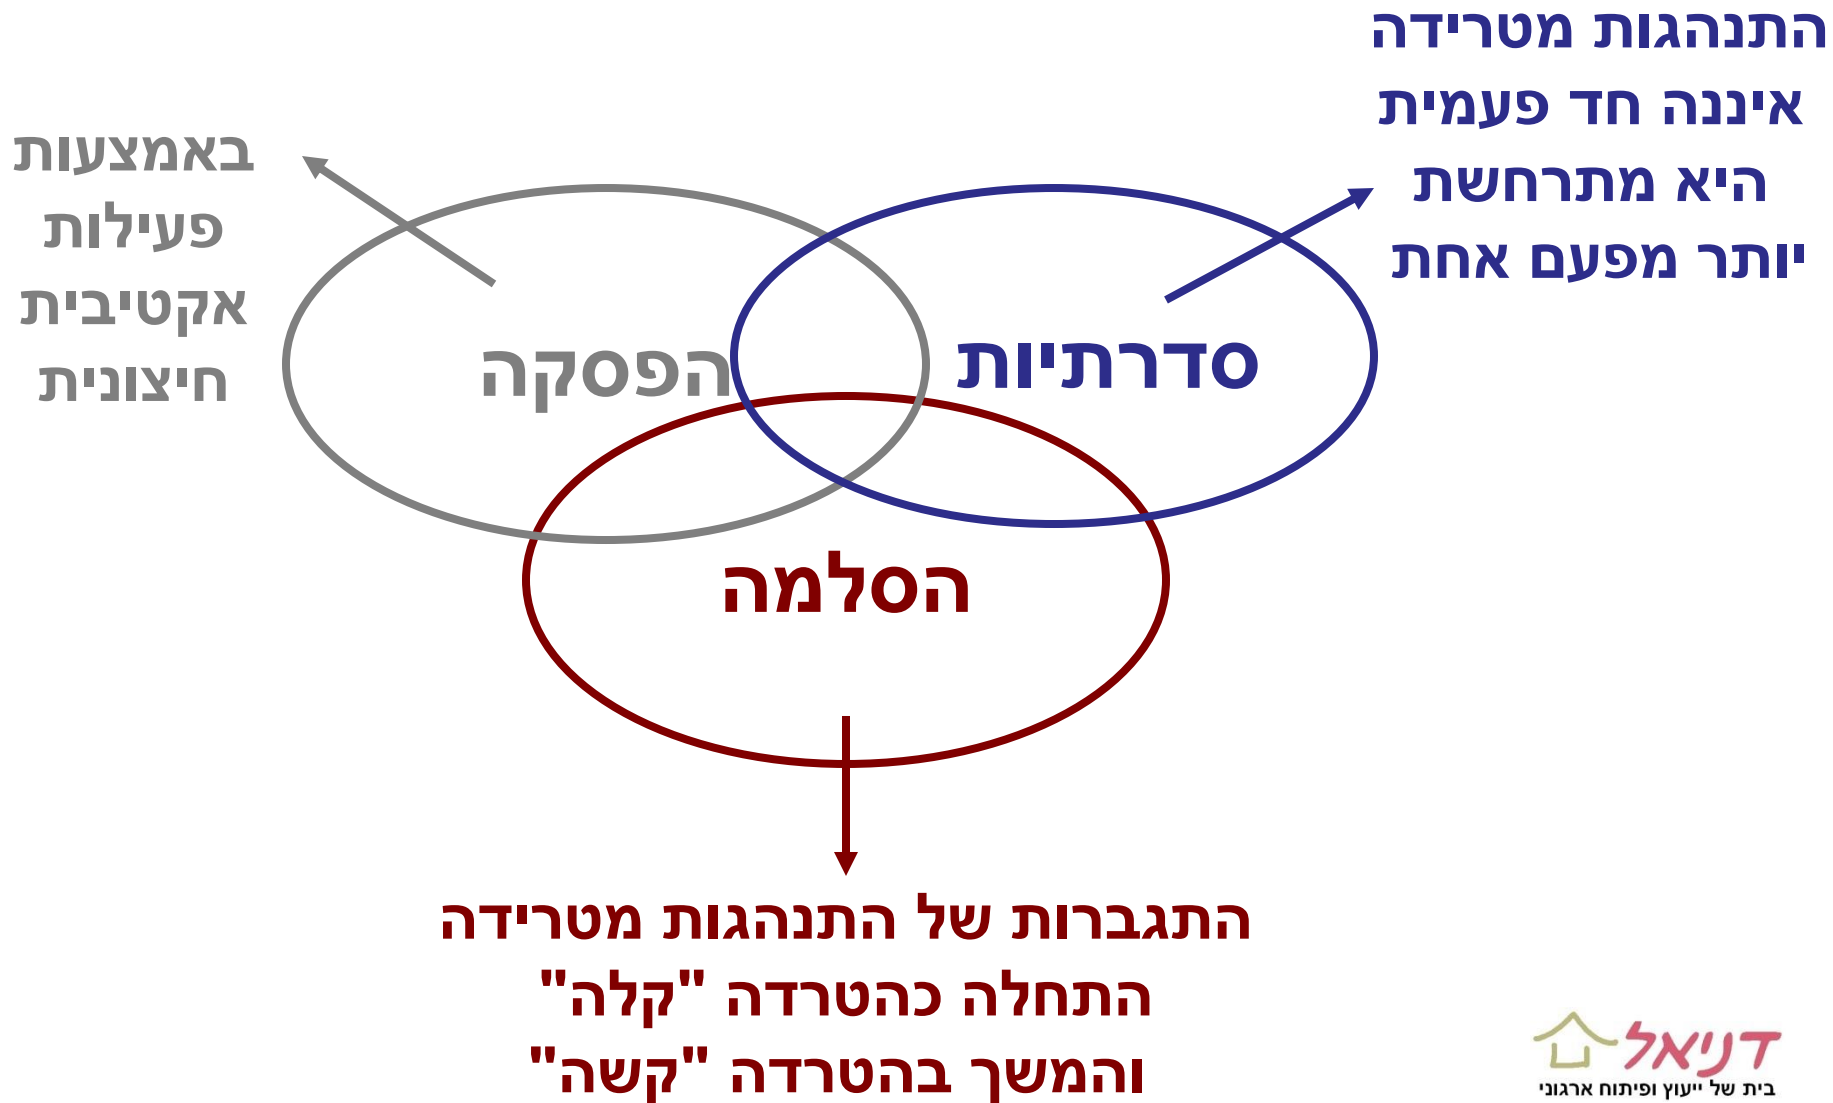 התנהגות מטרידה
איננה חד פעמית
היא מתרחשת
יותר מפעם אחת
באמצעות
פעילות
אקטיבית
חיצונית
סדרתיות
הפסקה
הסלמה
התגברות של התנהגות מטרידה
התחלה כהטרדה "קלה"
והמשך בהטרדה "קשה"
דניאל
בית של ייעוץ ופיתוח ארגוני